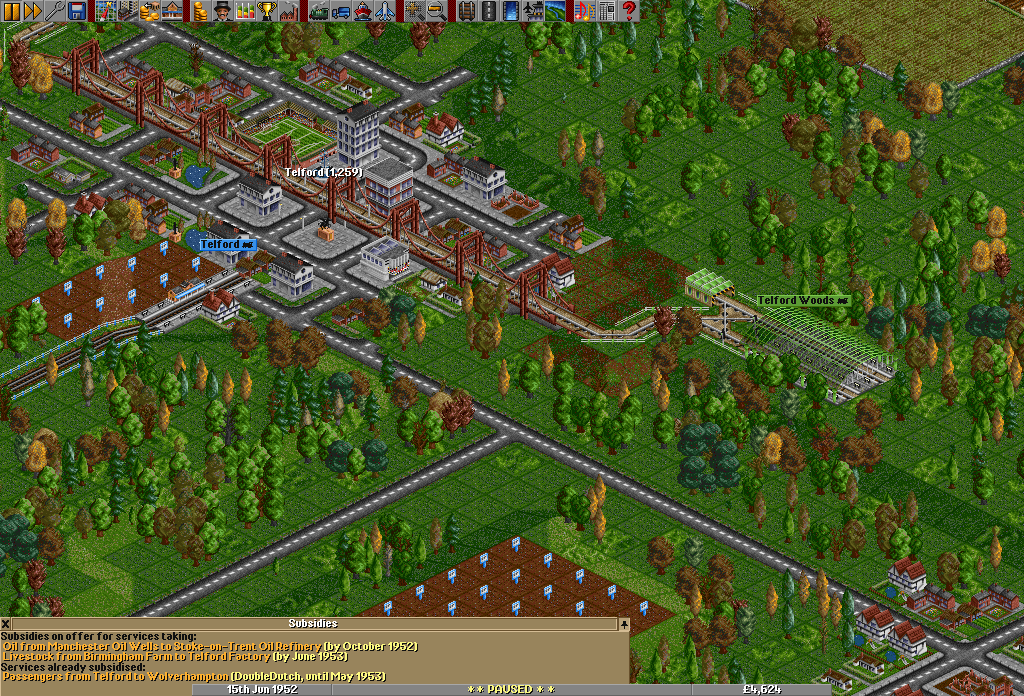 Telford (1,259)
Telford
Telford Woods
Subsidies
Subsidies on offer for services taking:
Oil from Manchester Oil Wells to Stoke-on-Trent Oil Refinery (by October 1952)
Livestock from Birmingham Farm to Telford Factory (by June 1953)
Services already subsidised:
Passengers from Telford to Wolverhampton (DoubleDutch, until May 1953)
15th Jun 1952
* * PAUSED * *
£4,624